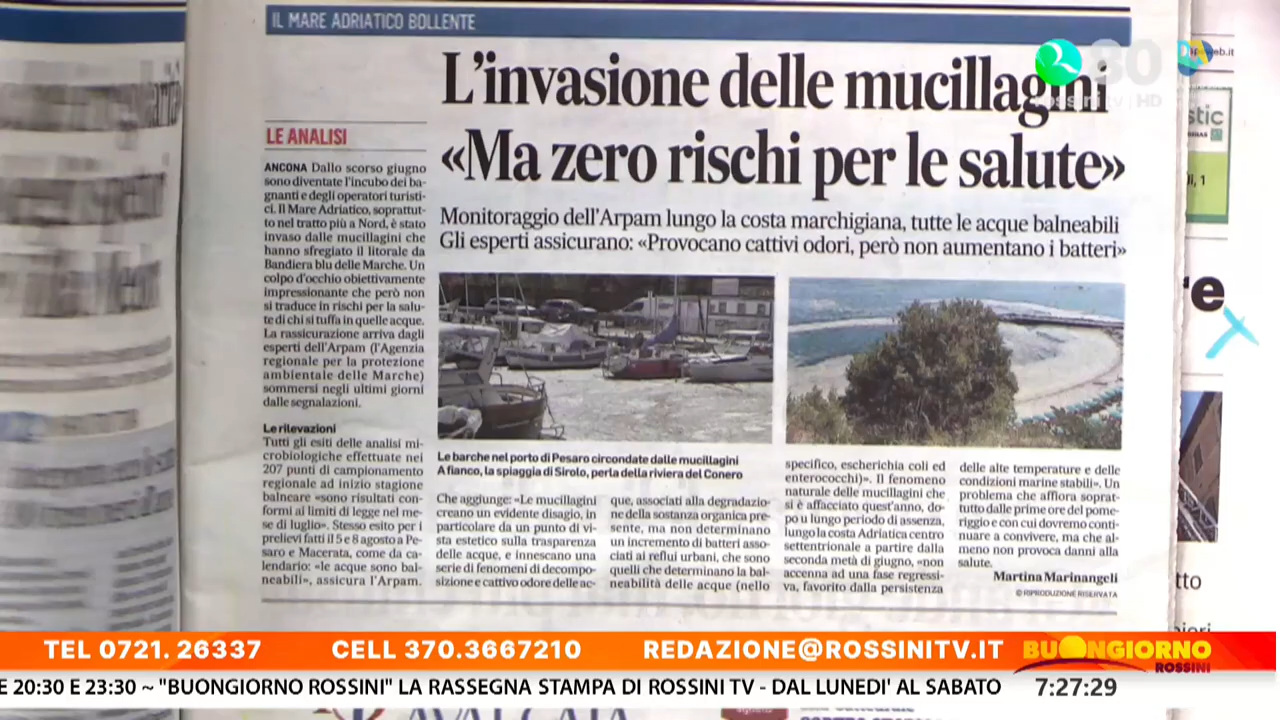 IL MARE ADRIATICO BOLLENTE
L'invasione delle mucillagini
«Ma zero rischi per le salute»
Monitoraggio dell'Arpam lungo la costa marchigiana, tutte le acque balneabili
Gli esperti assicurano: «Provocano cattivi odori, però non aumentano i batteri»
LE ANALISI
ANCONA Dallo scorso giugno
sono diventate l'incubo dei ba-
gnanti e degli operatori turisti-
ci. Il Mare Adriatico, soprattut-
to nel tratto più a Nord, è stato
invaso dalle mucillagini che
hanno sfregiato il litorale da
Bandiera blu delle Marche. Un
colpo d'occhio obiettivamente
impressionante che però non
si traduce in rischi per la salu-
te di chi si tuffa in quelle acque.
La rassicurazione arriva dagli
esperti dell'Arpam (l'Agenzia
regionale per la protezione
ambientale delle Marche)
sommersi negli ultimi giorni
dalle segnalazioni.
Le rilevazioni
Tutti gli esiti delle analisi mi-
crobiologiche effettuate nei
207 punti di campionamento
regionale ad inizio stagione
balneare «sono risultati con-
formi ai limiti di legge nel me-
se di luglio». Stesso esito per i
prelievi fatti il 5 e 8 agosto a Pe-
saro e Macerata, come da ca-
lendario: «le acque sono bal-
neabili», assicura l'Arpam.
Le barche nel porto di Pesaro circondate dalle mucillagini
A fianco, la spiaggia di Sirolo, perla della riviera del Conero
Che aggiunge: «Le mucillagini
creano un evidente disagio, in
particolare da un punto di vi-
sta estetico sulla trasparenza
delle acque, e innescano una
serie di fenomeni di decompo-
sizione e cattivo odore delle ac-
que, associati alla degradazio-
ne della sostanza organica pre-
sente, ma non determinano
un incremento di batteri asso-
ciati ai reflui urbani, che sono
quelli che determinano la bal-
neabilità delle acque (nello
specifico, escherichia coli ed
enterococchi)». Il fenomeno
naturale delle mucillagini che
si è affacciato quest'anno, do-
po u lungo periodo di assenza,
lungo la costa Adriatica centro
settentrionale a partire dalla
seconda metà di giugno, «non
accenna ad una fase regressi-
va, favorito dalla persistenza
delle alte temperature e delle
condizioni marine stabili». Un
problema che affiora soprat-
tutto dalle prime ore del pome-
riggio e con cui dovremo conti-
nuare a convivere, ma che al-
meno non provoca danni alla
salute.
Martina Marinangeli
© RIPRODUZIONE RISERVATA
80
rossini tv | HD
web.it
stic
re
tto
TEL 0721. 26337 CELL 370.3667210 REDAZIONE@ROSSINITV.IT
BUONGIORNO
ROSSINI
E 20:30 E 23:30 ~ "BUONGIORNO ROSSINI" LA RASSEGNA STAMPA DI ROSSINI TV - DAL LUNEDI' AL SABATO
7:27:29